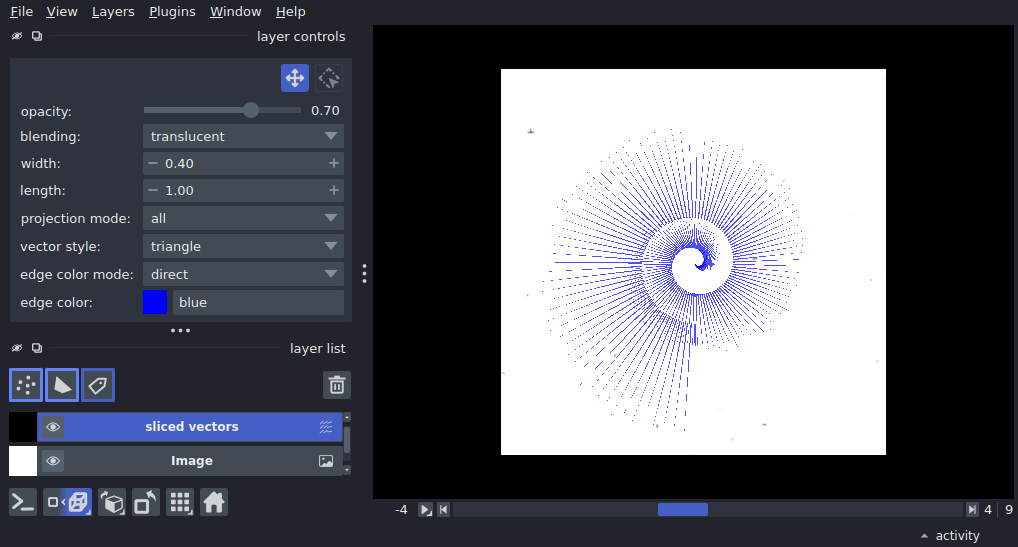 File View Layers Plugins Window Help
layer controls
opacity: 0.70
blending: translucent
width: 0.40
length: 1.00
projection mode: all
vector style: triangle
edge color mode: direct
edge color: blue
layer list
sliced vectors
Image
-4 4 9
activity